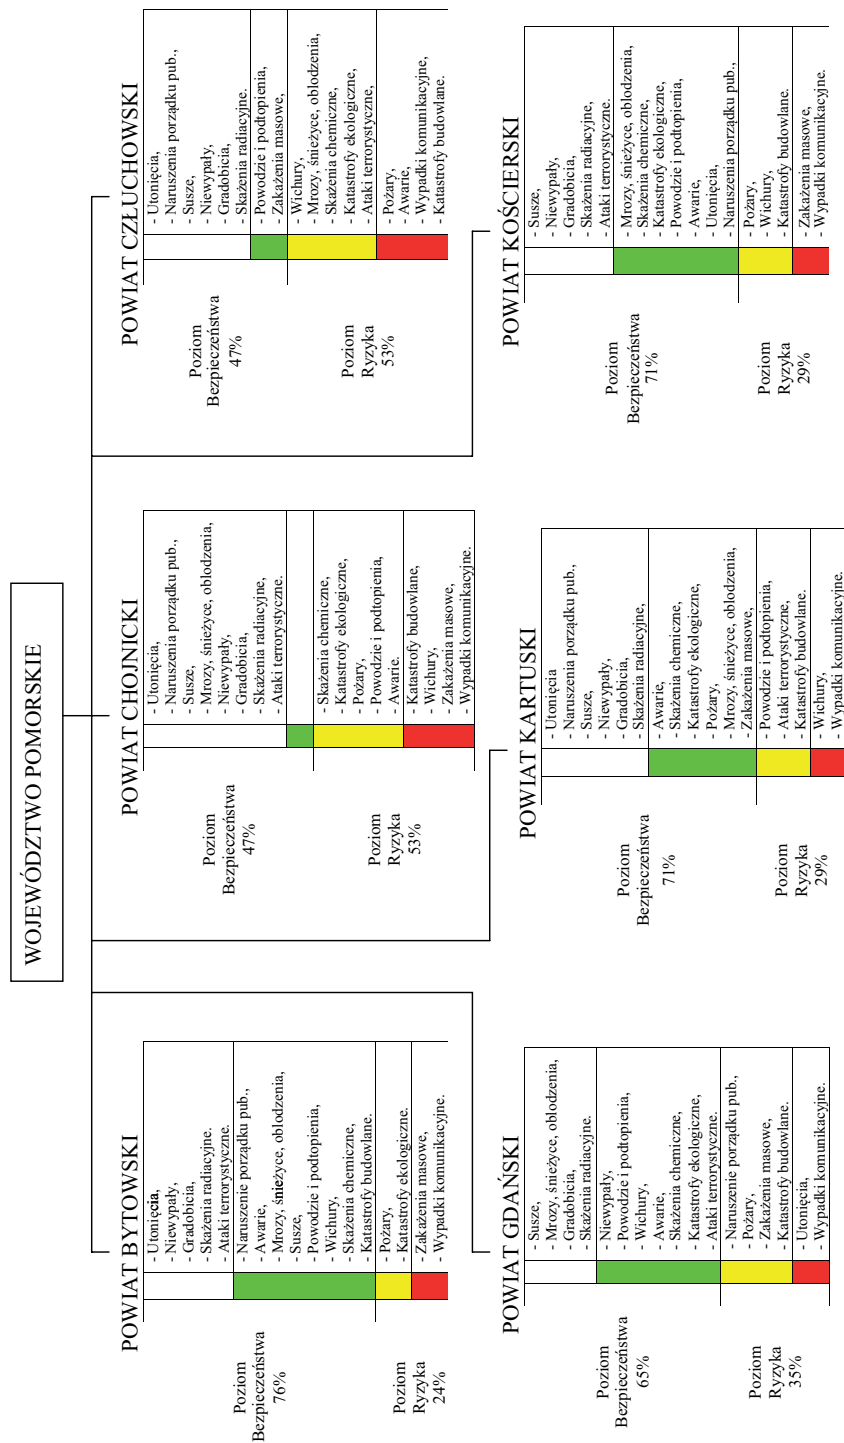 WOJEWÓDZTWO POMORSKIE
POWIAT BYTOWSKI
- Utonięcia,
- Niewypały,
- Gradobicia,
- Skażenia radiacyjne.
- Ataki terrorystyczne.
- Naruszenie porządku pub.,
- Awarie,
- Mrozy, śnieżyce, oblodzenia,
- Susze,
- Powodzie i podtopienia,
- Wichury,
- Skażenia chemiczne,
- Katastrofy budowlane.
- Pożary,
- Katastrofy ekologiczne.
- Zakażenia masowe,
- Wypadki komunikacyjne.
Poziom
Bezpieczeństwa
76%
Poziom
Ryzyka
24%
POWIAT CHOJNICKI
- Utonięcia,
- Naruszenia porządku pub.,
- Susze,
- Mrozy, śnieżyce, oblodzenia,
- Niewypały,
- Gradobicia,
- Skażenia radiacyjne,
- Ataki terrorystyczne.
- Skażenia chemiczne,
- Katastrofy ekologiczne,
- Pożary,
- Powodzie i podtopienia,
- Awarie.
- Katastrofy budowlane,
- Wichury,
- Zakażenia masowe,
- Wypadki komunikacyjne.
Poziom
Bezpieczeństwa
47%
Poziom
Ryzyka
53%
POWIAT CZŁUCHOWSKI
- Utonięcia,
- Naruszenia porządku pub.,
- Susze,
- Niewypały,
- Gradobicia,
- Skażenia radiacyjne.
- Powodzie i podtopienia,
- Zakażenia masowe,
- Wichury,
- Mrozy, śnieżyce, oblodzenia,
- Skażenia chemiczne,
- Katastrofy ekologiczne,
- Ataki terrorystyczne,
- Pożary,
- Awarie,
- Wypadki komunikacyjne,
- Katastrofy budowlane.
Poziom
Bezpieczeństwa
47%
Poziom
Ryzyka
53%
POWIAT GDAŃSKI
- Susze,
- Mrozy, śnieżyce, oblodzenia,
- Gradobicia,
- Skażenia radiacyjne.
- Niewypały,
- Powodzie i podtopienia,
- Wichury,
- Awarie,
- Skażenia chemiczne,
- Katastrofy ekologiczne,
- Ataki terrorystyczne.
- Naruszenie porządku pub.,
- Pożary,
- Zakażenia masowe,
- Katastrofy budowlane.
- Utonięcia,
- Wypadki komunikacyjne.
Poziom
Bezpieczeństwa
65%
Poziom
Ryzyka
35%
POWIAT KARTUSKI
- Utonięcia
- Naruszenia porządku pub.,
- Susze,
- Niewypały,
- Gradobicia,
- Skażenia radiacyjne,
- Awarie,
- Skażenia chemiczne,
- Katastrofy ekologiczne,
- Pożary,
- Mrozy, śnieżyce, oblodzenia,
- Zakażenia masowe,
- Powodzie i podtopienia,
- Ataki terrorystyczne,
- Katastrofy budowlane.
- Wichury,
- Wypadki komunikacyjne.
Poziom
Bezpieczeństwa
71%
Poziom
Ryzyka
29%
POWIAT KOŚCIERSKI
- Susze,
- Niewypały,
- Gradobicia,
- Skażenia radiacyjne,
- Ataki terrorystyczne.
- Mrozy, śnieżyce, oblodzenia,
- Skażenia chemiczne,
- Katastrofy ekologiczne,
- Powodzie i podtopienia,
- Awarie,
- Utonięcia,
- Naruszenia porządku pub.,
- Pożary,
- Wichury,
- Katastrofy budowlane.
- Zakażenia masowe,
- Wypadki komunikacyjne.
Poziom
Bezpieczeństwa
71%
Poziom
Ryzyka
29%